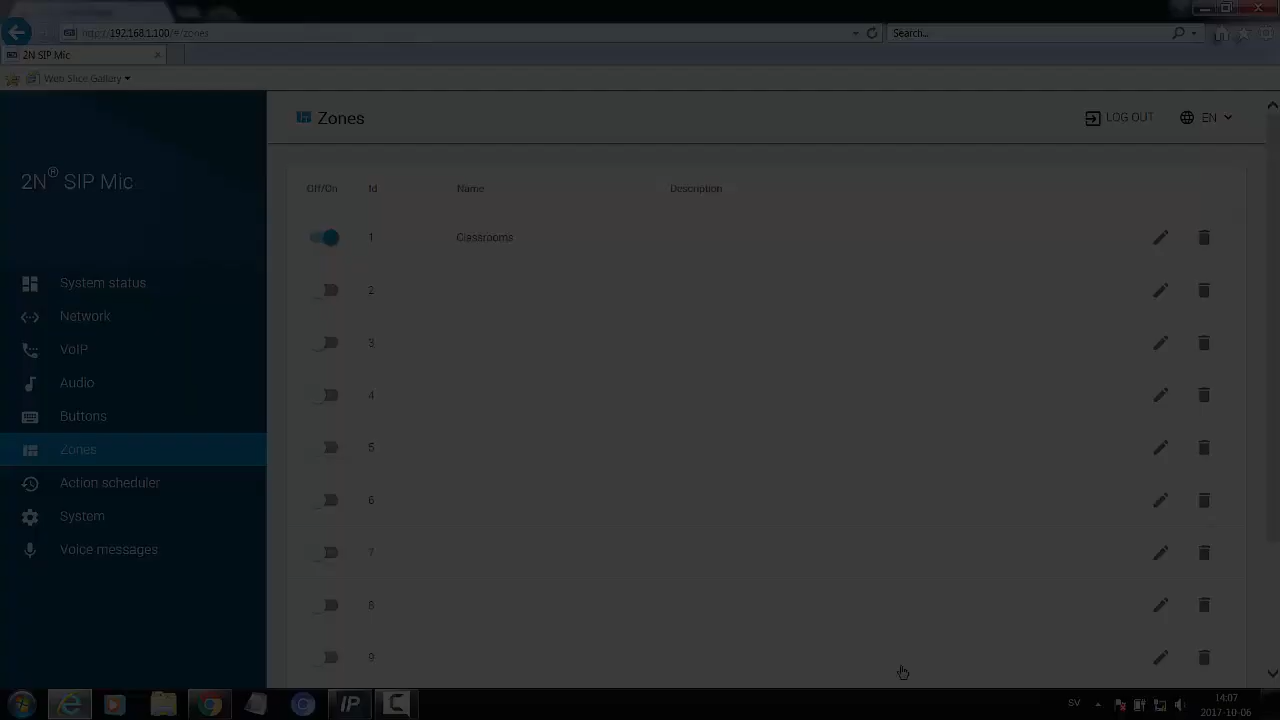 http://192.168.1.100/#/zones
Search...
2N SIP Mic
Web Slice Gallery
Zones
LOG OUT
EN
2N® SIP Mic
Off/On Id Name Description
1 Classrooms
2
3
4
5
6
7
8
9
System status
Network
VoIP
Audio
Buttons
Zones
Action scheduler
System
Voice messages
IP
C
SV
14:07
2017-10-06